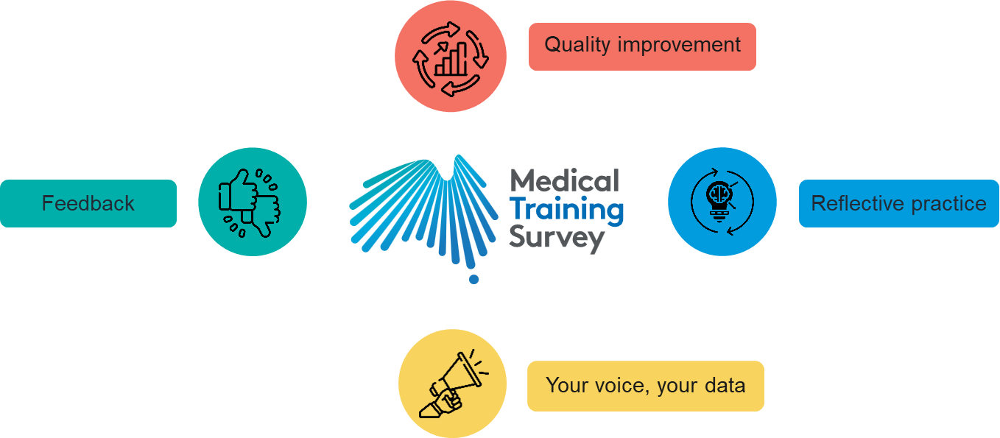 Quality improvement
Feedback
Medical
Training
Survey
Reflective practice
Your voice, your data